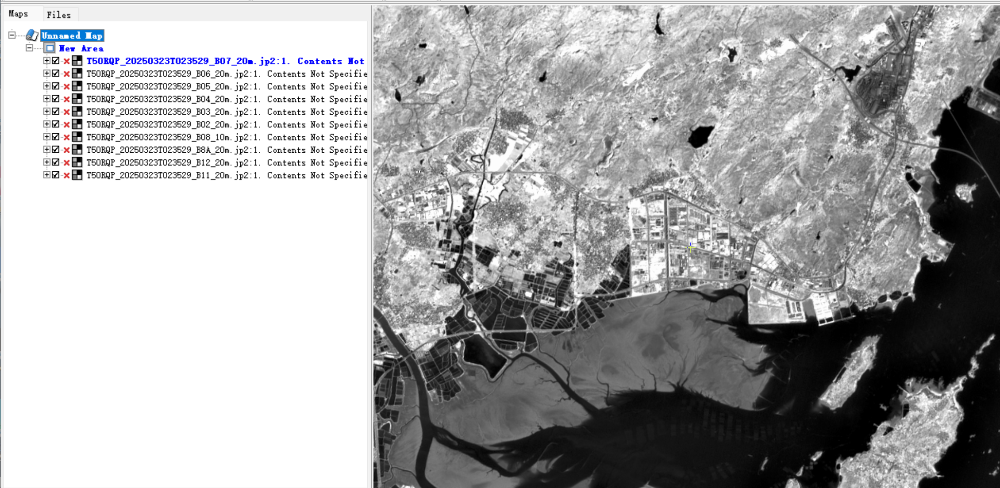 Maps
Files
Unnamed Map
New Area
T50RQP_20250323T023529_B07_20m.jp2:1. Contents Not
T50RQP_20250323T023529_B06_20m.jp2:1. Contents Not Specifie
T50RQP_20250323T023529_B05_20m.jp2:1. Contents Not Specifie
T50RQP_20250323T023529_B04_20m.jp2:1. Contents Not Specifie
T50RQP_20250323T023529_B03_20m.jp2:1. Contents Not Specifie
T50RQP_20250323T023529_B02_20m.jp2:1. Contents Not Specifie
T50RQP_20250323T023529_B08_10m.jp2:1. Contents Not Specifie
T50RQP_20250323T023529_B8A_20m.jp2:1. Contents Not Specifie
T50RQP_20250323T023529_B12_20m.jp2:1. Contents Not Specifie
T50RQP_20250323T023529_B11_20m.jp2:1. Contents Not Specifie